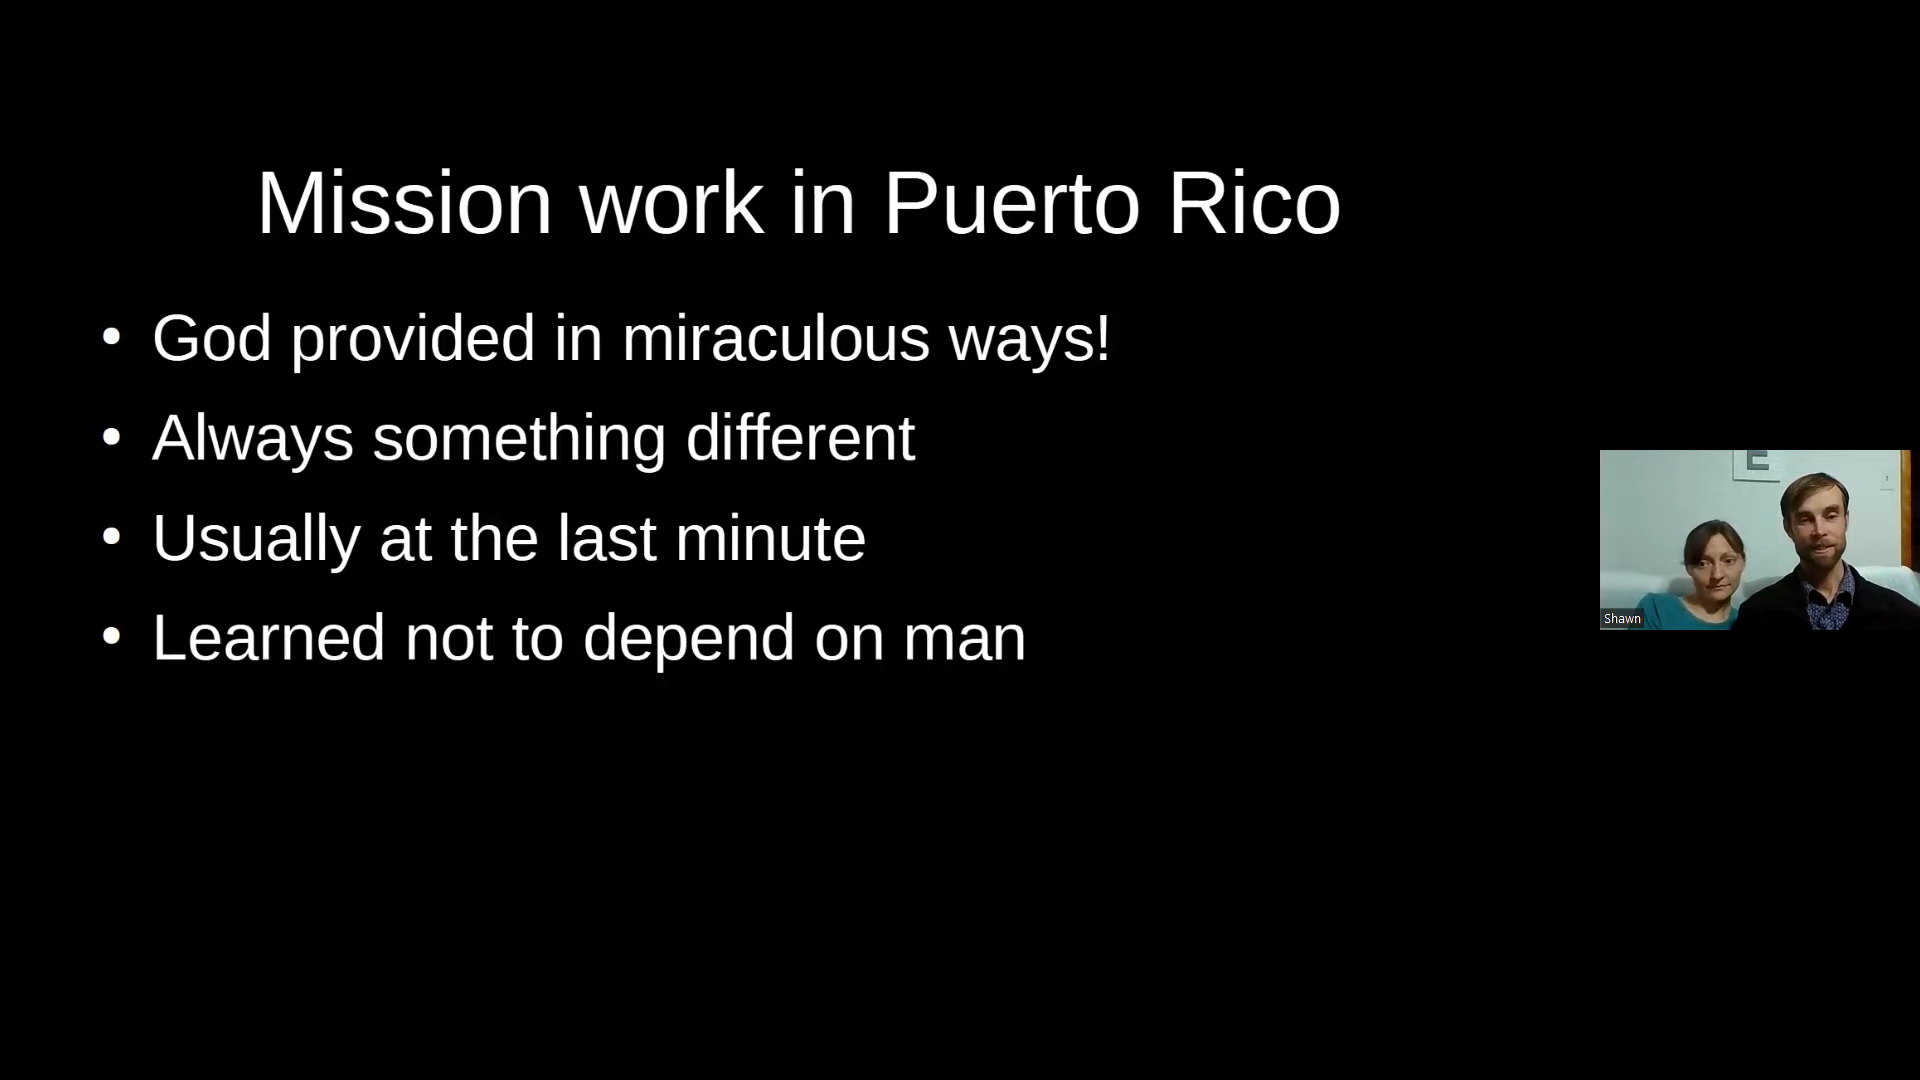 Mission work in Puerto Rico
• God provided in miraculous ways!
• Always something different
• Usually at the last minute
• Learned not to depend on man
E
Shawn